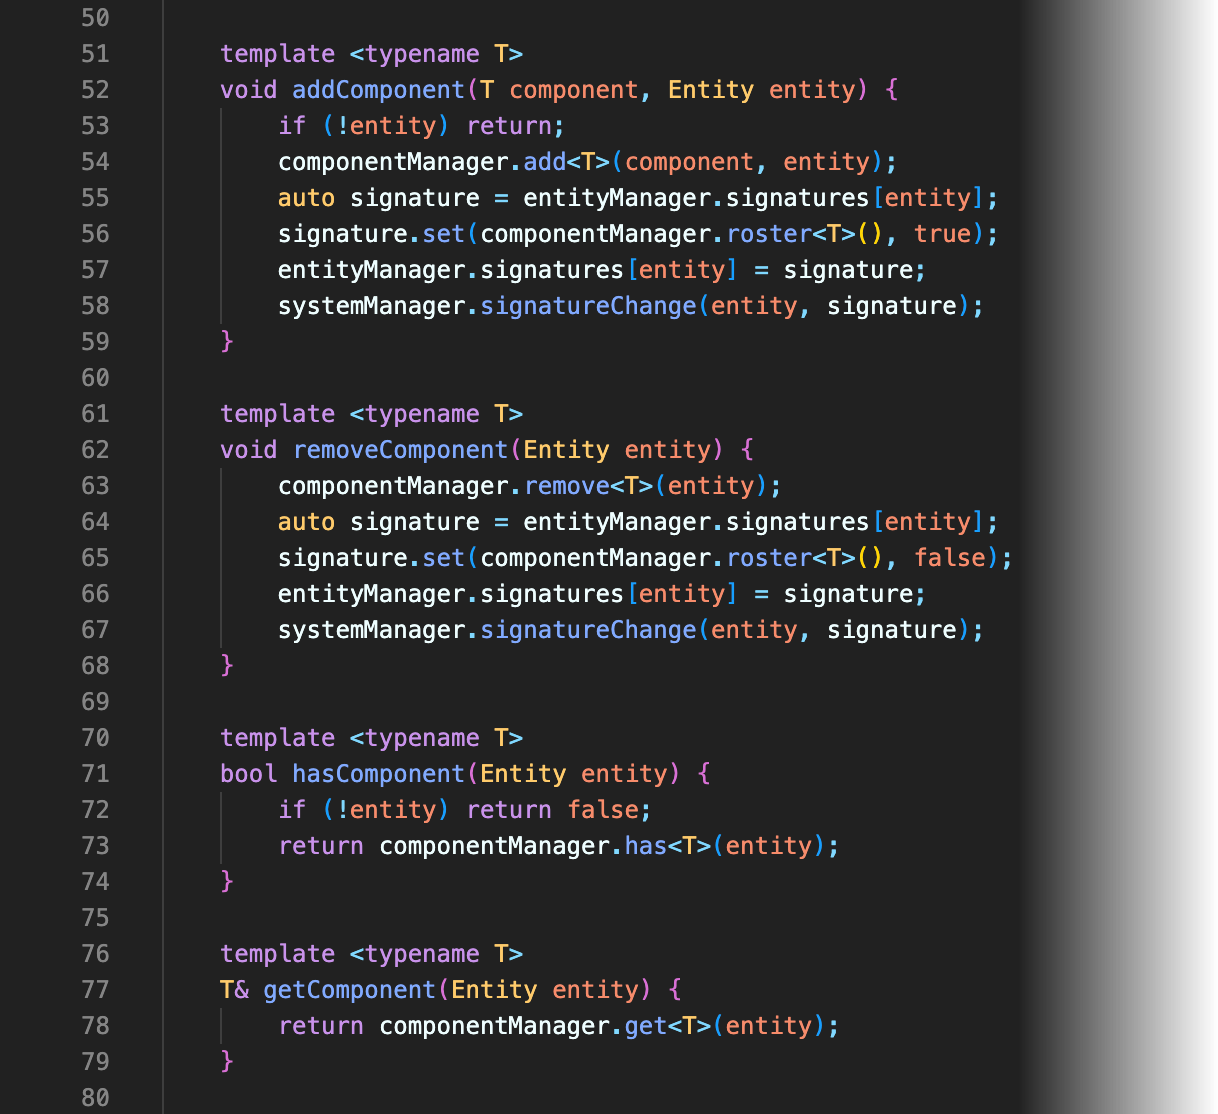 50
51 template <typename T>
52 void addComponent(T component, Entity entity) {
53     if (!entity) return;
54     componentManager.add<T>(component, entity);
55     auto signature = entityManager.signatures[entity];
56     signature.set(componentManager.roster<T>(), true);
57     entityManager.signatures[entity] = signature;
58     systemManager.signatureChange(entity, signature);
59 }
60
61 template <typename T>
62 void removeComponent(Entity entity) {
63     componentManager.remove<T>(entity);
64     auto signature = entityManager.signatures[entity];
65     signature.set(componentManager.roster<T>(), false);
66     entityManager.signatures[entity] = signature;
67     systemManager.signatureChange(entity, signature);
68 }
69
70 template <typename T>
71 bool hasComponent(Entity entity) {
72     if (!entity) return false;
73     return componentManager.has<T>(entity);
74 }
75
76 template <typename T>
77 T& getComponent(Entity entity) {
78     return componentManager.get<T>(entity);
79 }
80